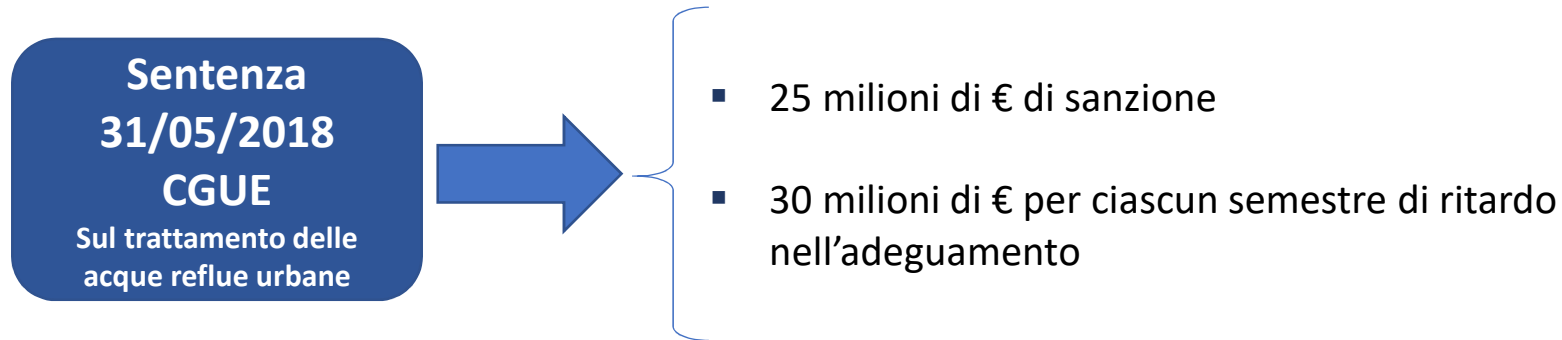 Sentenza
31/05/2018
CGUE
Sul trattamento delle
acque reflue urbane
▪ 25 milioni di € di sanzione
▪ 30 milioni di € per ciascun semestre di ritardo
nell’adeguamento